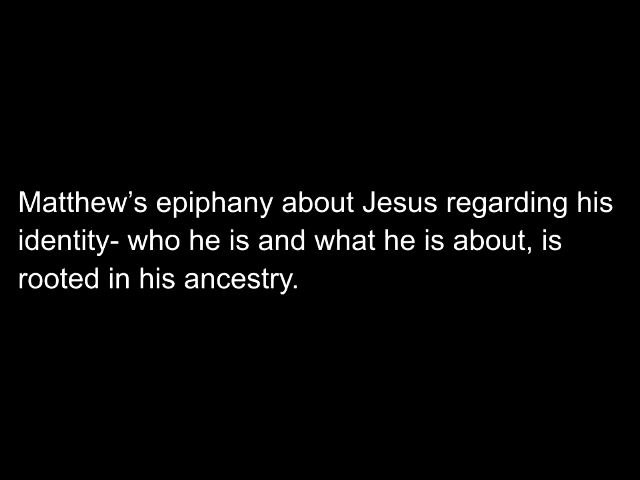 Matthew’s epiphany about Jesus regarding his
identity- who he is and what he is about, is
rooted in his ancestry.